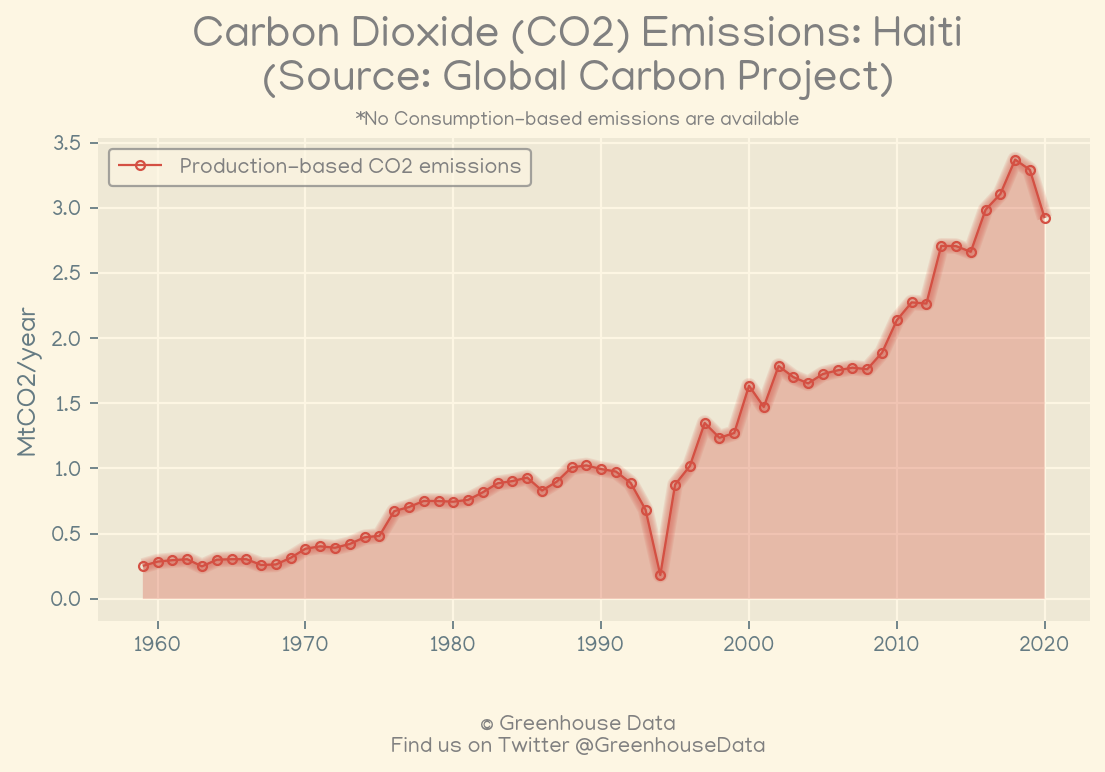 Carbon Dioxide (CO2) Emissions: Haiti
(Source: Global Carbon Project)
*No Consumption-based emissions are available
Production-based CO2 emissions
MtCO2/year
3.5
3.0
2.5
2.0
1.5
1.0
0.5
0.0
1960 1970 1980 1990 2000 2010 2020
© Greenhouse Data
Find us on Twitter @GreenhouseData